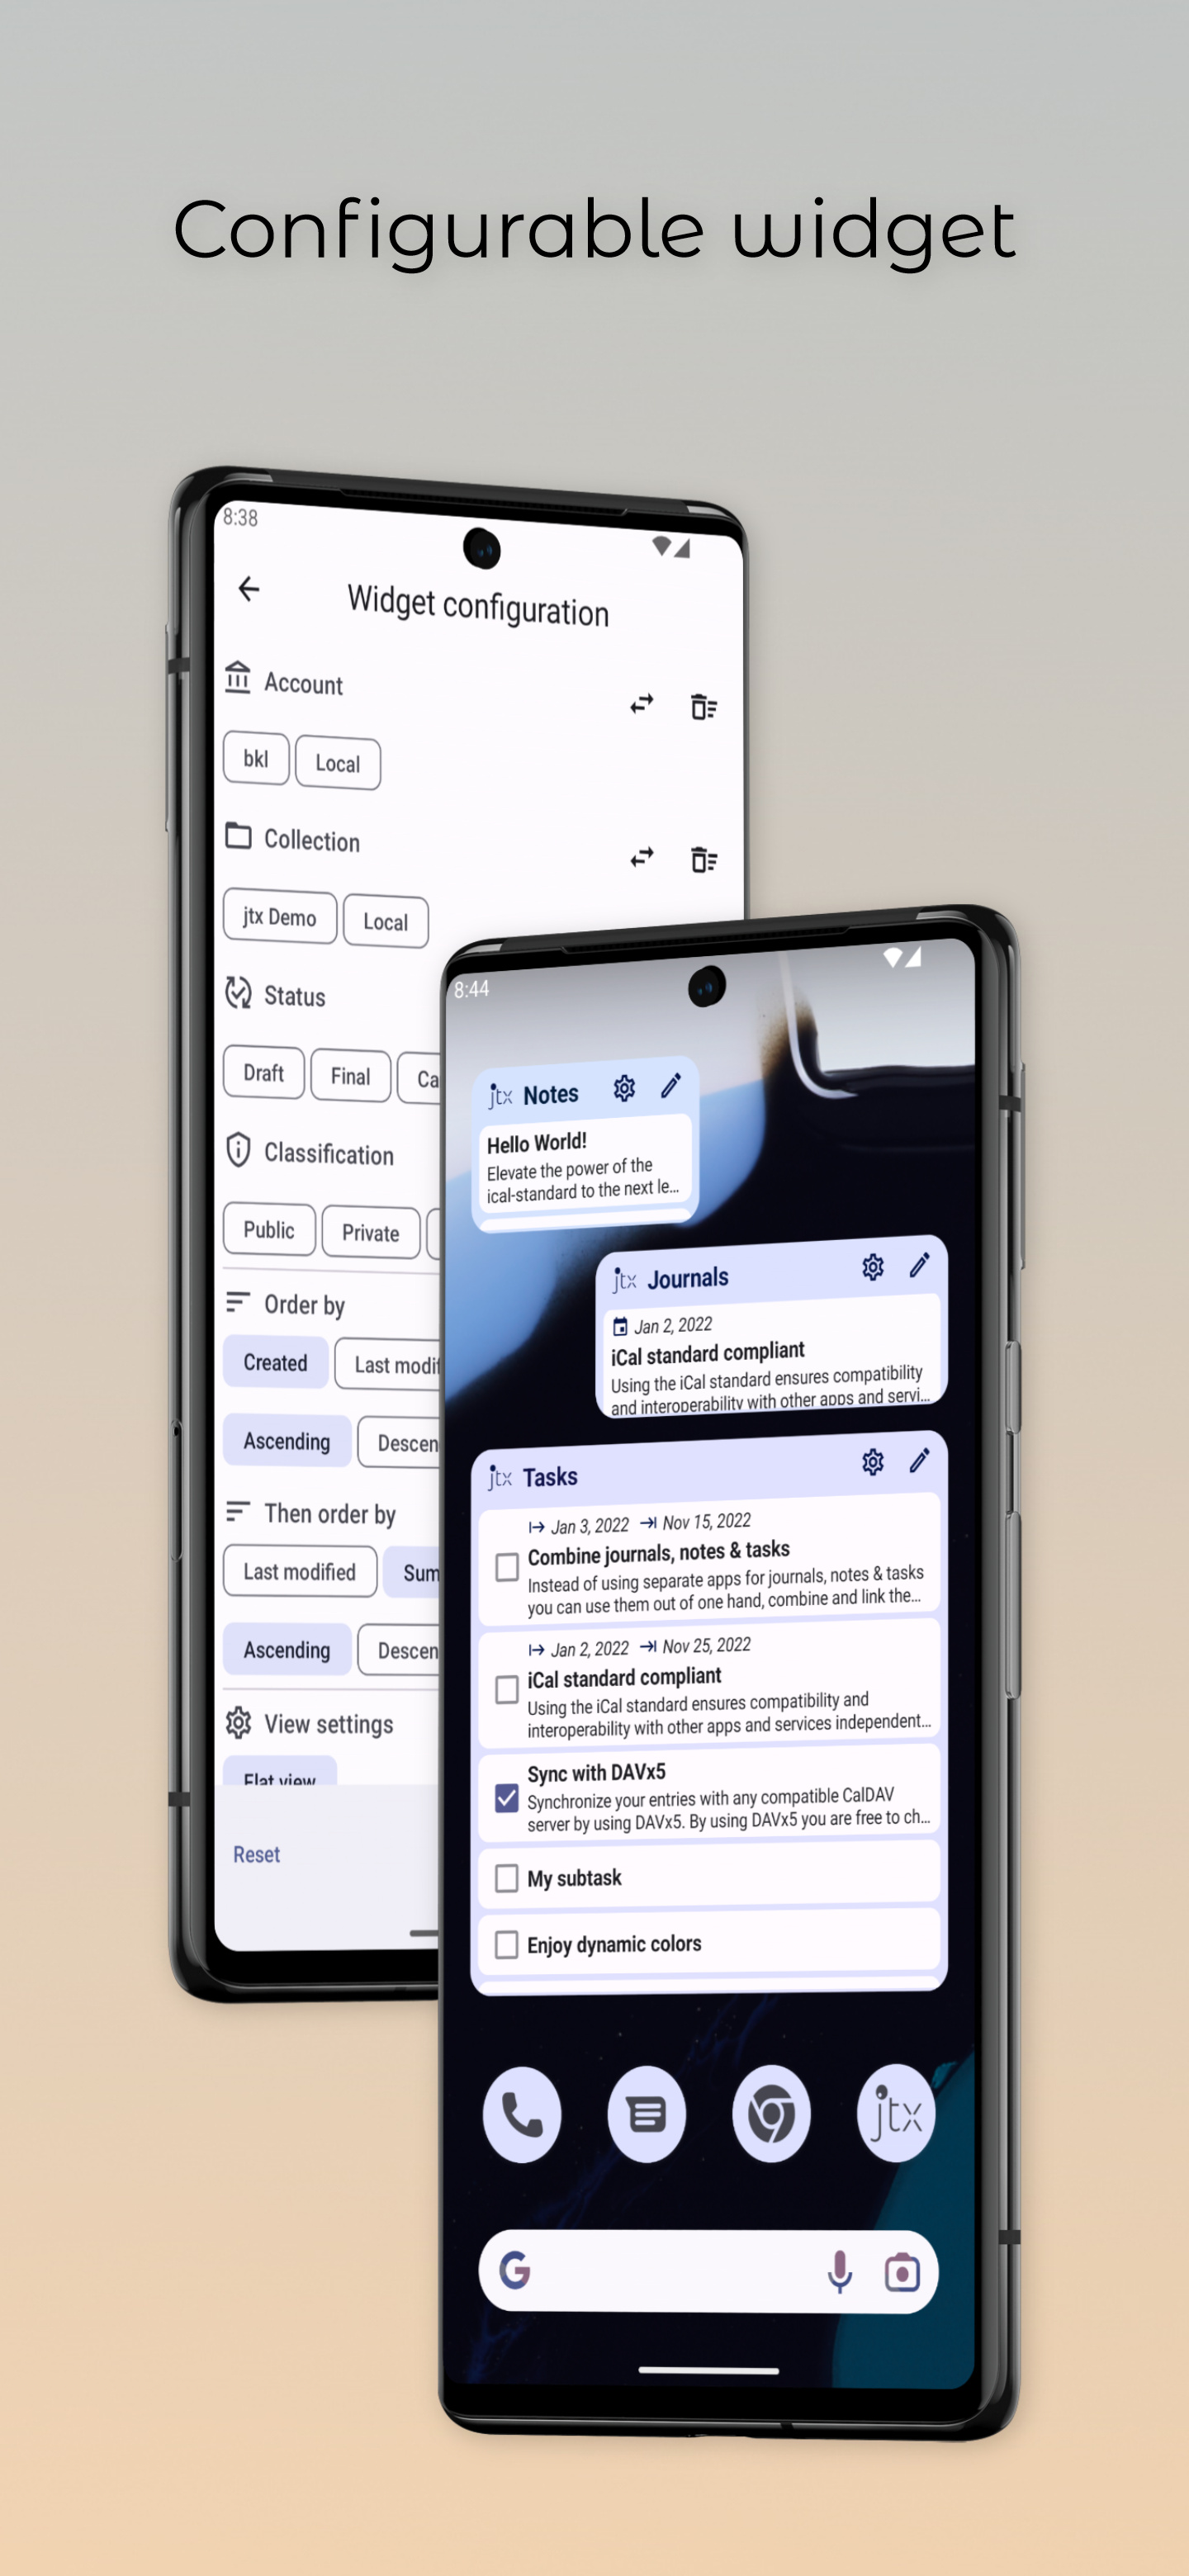 Configurable widget
8:38
Widget configuration
Account
bkl
Local
Collection
jtx Demo
Local
Status
Draft
Final
Ca
Classification
Public
Private
Order by
Created
Last modif
Ascending
Descen
Then order by
Last modified
Sum
Ascending
Descen
View settings
Flat view
Reset
8:44
jtx Notes
Hello World!
Elevate the power of the
ical-standard to the next le...
jtx Journals
Jan 2, 2022
iCal standard compliant
Using the iCal standard ensures compatibility
and interoperability with other apps and servi...
jtx Tasks
Jan 3, 2022 Nov 15, 2022
Combine journals, notes & tasks
Instead of using separate apps for journals, notes & tasks
you can use them out of one hand, combine and link the...
Jan 2, 2022 Nov 25, 2022
iCal standard compliant
Using the iCal standard ensures compatibility and
interoperability with other apps and services independent...
Sync with DAVx5
Synchronize your entries with any compatible CalDAV
server by using DAVx5. By using DAVx5 you are free to ch...
My subtask
Enjoy dynamic colors
jtx
G